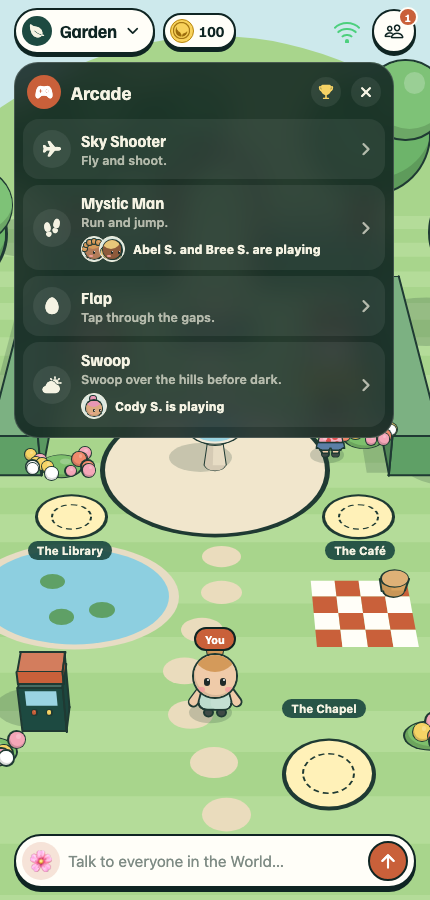 Garden
100
1
Arcade
Sky Shooter
Fly and shoot.
Mystic Man
Run and jump.
Abel S. and Bree S. are playing
Flap
Tap through the gaps.
Swoop
Swoop over the hills before dark.
Cody S. is playing
The Library
The Café
You
The Chapel
Talk to everyone in the World...